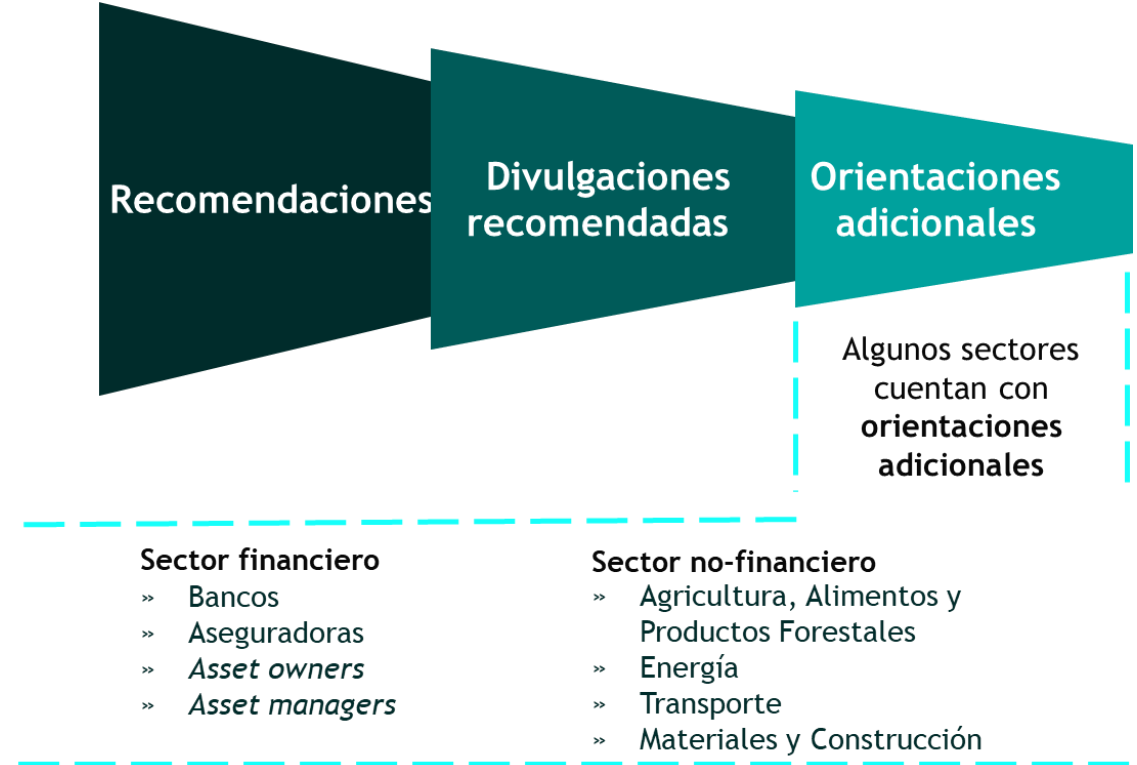 Recomendaciones
Divulgaciones
recomendadas
Orientaciones
adicionales
Algunos sectores
cuentan con
orientaciones
adicionales
Sector financiero
» Bancos
» Aseguradoras
» Asset owners
» Asset managers
Sector no-financiero
» Agricultura, Alimentos y
Productos Forestales
» Energía
» Transporte
» Materiales y Construcción